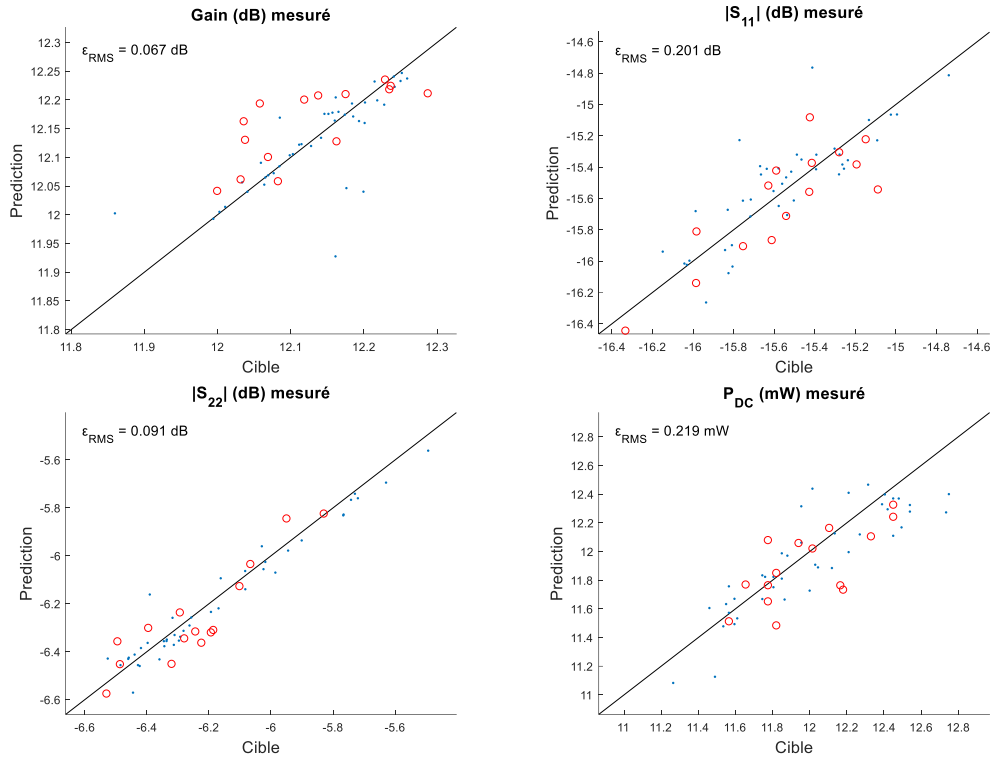 Gain (dB) mesuré
ε_RMS = 0.067 dB
12.3
12.25
12.2
12.15
12.1
12.05
12
11.95
11.9
11.85
11.8
Prediction
11.8 11.9 12 12.1 12.2 12.3
Cible
|S_11| (dB) mesuré
ε_RMS = 0.201 dB
-14.6
-14.8
-15
-15.2
-15.4
-15.6
-15.8
-16
-16.2
-16.4
Prediction
-16.4 -16.2 -16 -15.8 -15.6 -15.4 -15.2 -15 -14.8 -14.6
Cible
|S_22| (dB) mesuré
ε_RMS = 0.091 dB
-5.6
-5.8
-6
-6.2
-6.4
-6.6
Prediction
-6.6 -6.4 -6.2 -6 -5.8 -5.6
Cible
P_DC (mW) mesuré
ε_RMS = 0.219 mW
12.8
12.6
12.4
12.2
12
11.8
11.6
11.4
11.2
11
Prediction
11 11.2 11.4 11.6 11.8 12 12.2 12.4 12.6 12.8
Cible